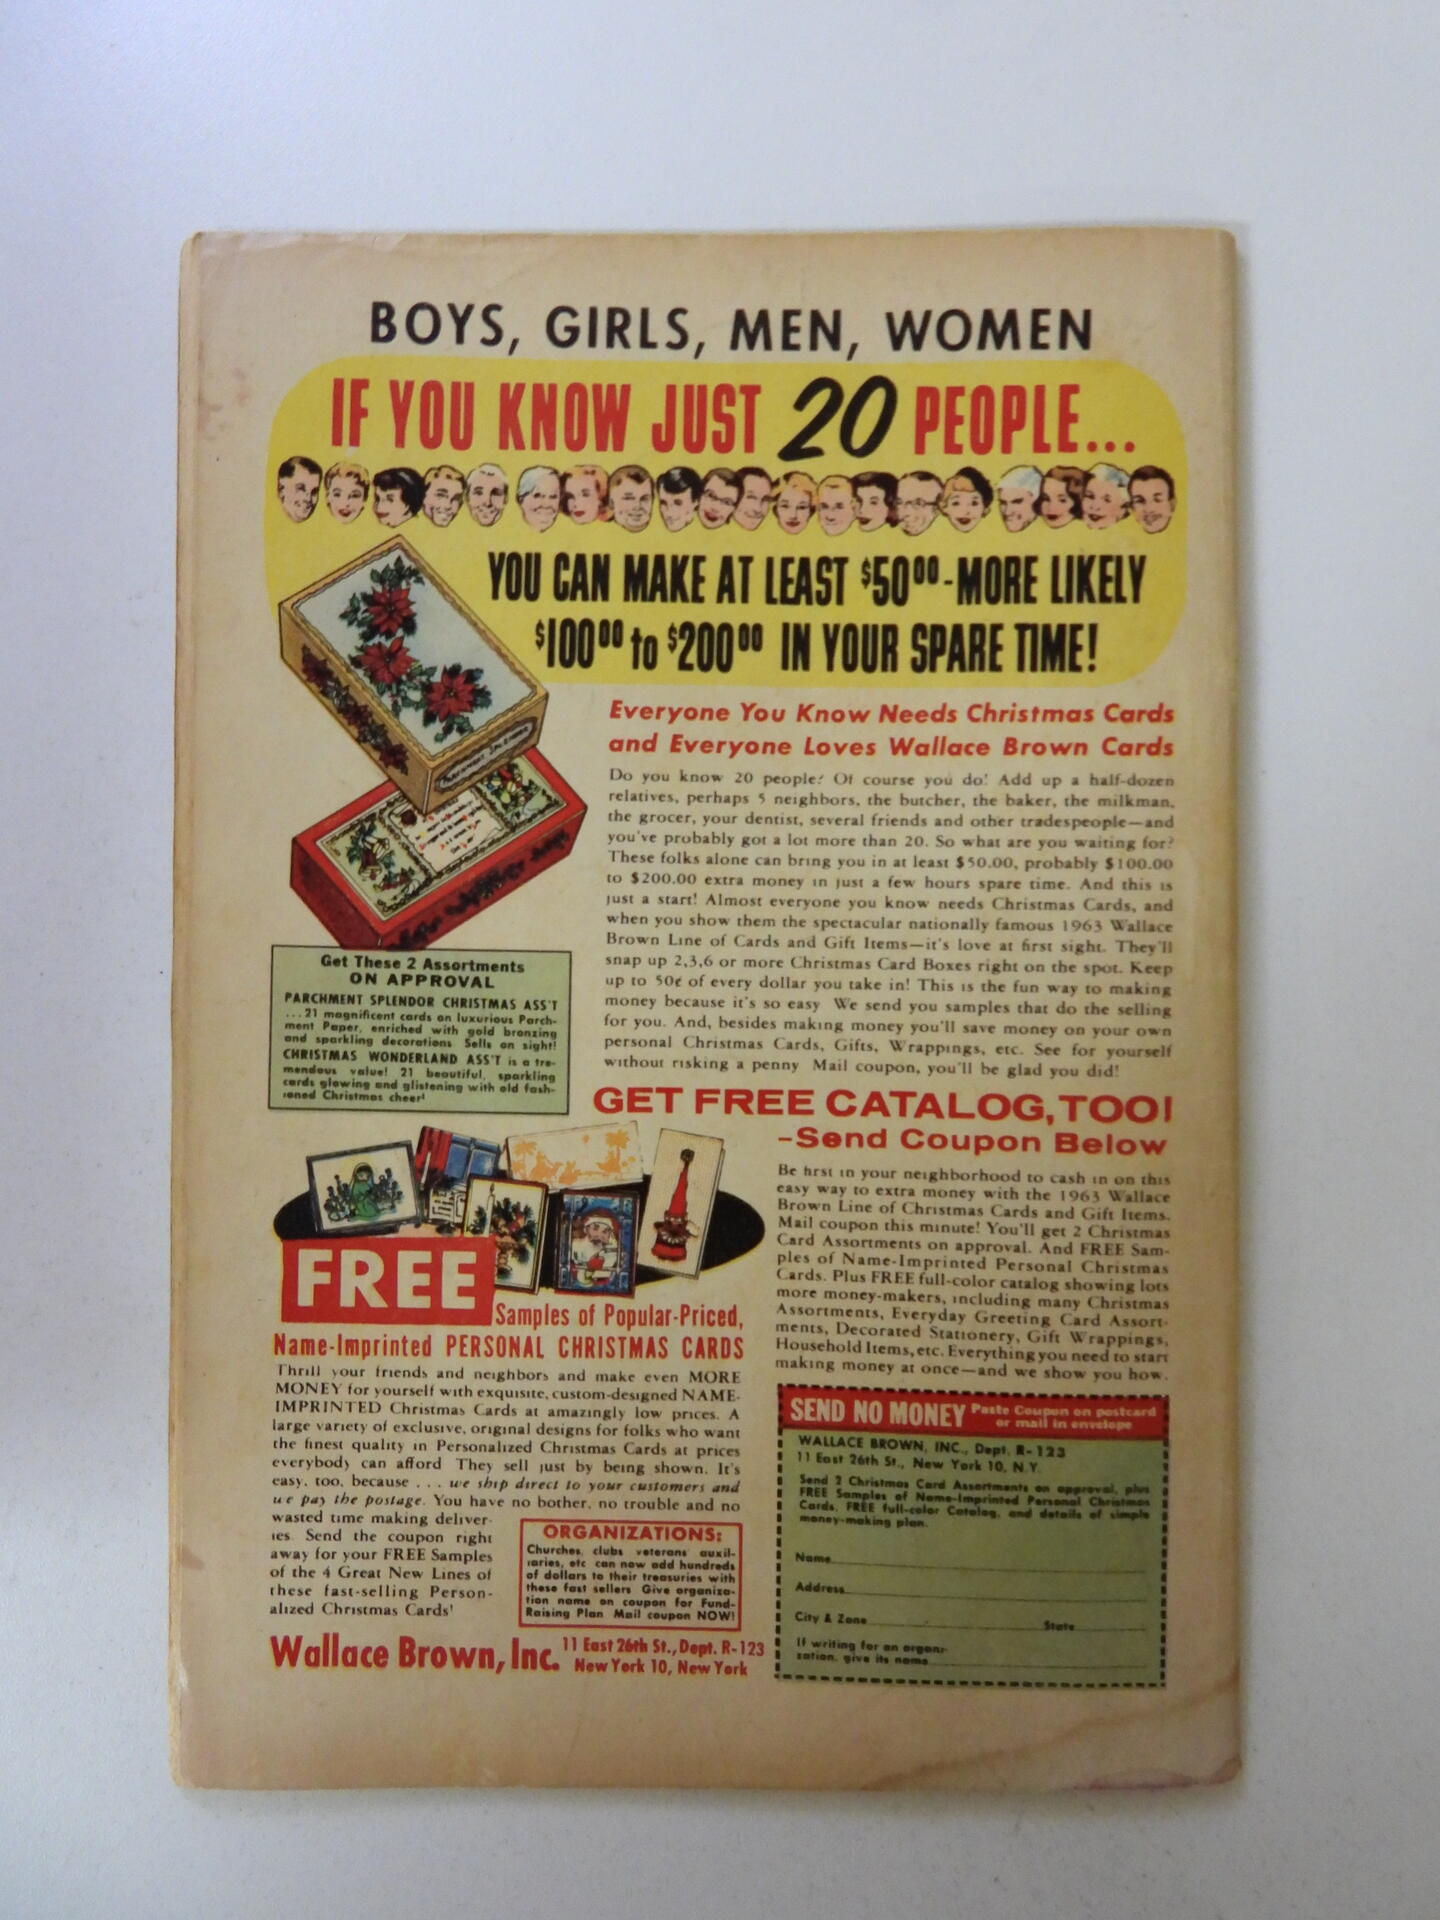 BOYS, GIRLS, MEN, WOMEN
IF YOU KNOW JUST 20 PEOPLE...
YOU CAN MAKE AT LEAST $50.00-MORE LIKELY
$100.00 to $200.00 IN YOUR SPARE TIME!
PARCHMENT SPLENDOR
Everyone You Know Needs Christmas Cards
and Everyone Loves Wallace Brown Cards
Do you know 20 people? Of course you do! Add up a half-dozen
relatives, perhaps 5 neighbors, the butcher, the baker, the milkman,
the grocer, your dentist, several friends and other tradespeople—and
you've probably got a lot more than 20. So what are you waiting for?
These folks alone can bring you in at least $50.00, probably $100.00
to $200.00 extra money in just a few hours spare time. And this is
just a start! Almost everyone you know needs Christmas Cards, and
when you show them the spectacular nationally famous 1963 Wallace
Brown Line of Cards and Gift Items—it's love at first sight. They'll
snap up 2,3,6 or more Christmas Card Boxes right on the spot. Keep
up to 50¢ of every dollar you take in! This is the fun way to making
money because it's so easy We send you samples that do the selling
for you. And, besides making money you'll save money on your own
personal Christmas Cards, Gifts, Wrappings, etc. See for yourself
without risking a penny Mail coupon, you'll be glad you did!
Get These 2 Assortments
ON APPROVAL
PARCHMENT SPLENDOR CHRISTMAS ASS'T
...21 magnificent cards on luxurious Parch-
ment Paper, enriched with gold bronzing
and sparkling decorations Sells on sight!
CHRISTMAS WONDERLAND ASS'T is a tre-
mendous value! 21 beautiful, sparkling
cards glowing and glistening with old fash-
ioned Christmas cheer!
GET FREE CATALOG, TOO!
-Send Coupon Below
Be first in your neighborhood to cash in on this
easy way to extra money with the 1963 Wallace
Brown Line of Christmas Cards and Gift Items.
Mail coupon this minute! You'll get 2 Christmas
Card Assortments on approval. And FREE Sam-
ples of Name-Imprinted Personal Christmas
Cards. Plus FREE full-color catalog showing lots
more money-makers, including many Christmas
Assortments, Everyday Greeting Card Assort-
ments, Decorated Stationery, Gift Wrappings,
Household Items, etc. Everything you need to start
making money at once—and we show you how.
FREE
Samples of Popular-Priced,
Name-Imprinted PERSONAL CHRISTMAS CARDS
Thrill your friends and neighbors and make even MORE
MONEY for yourself with exquisite, custom-designed NAME-
IMPRINTED Christmas Cards at amazingly low prices. A
large variety of exclusive, original designs for folks who want
the finest quality in Personalized Christmas Cards at prices
everybody can afford They sell just by being shown. It's
easy, too, because . . . we ship direct to your customers and
we pay the postage. You have no bother, no trouble and no
wasted time making deliver-
ies. Send the coupon right
away for your FREE Samples
of the 4 Great New Lines of
these fast-selling Person-
alized Christmas Cards!
ORGANIZATIONS:
Churches, clubs veterans' auxil-
iaries, etc can now add hundreds
of dollars to their treasuries with
these fast sellers Give organiza-
tion name on coupon for Fund-
Raising Plan Mail coupon NOW!
Wallace Brown, Inc. 11 East 26th St., Dept. R-123
New York 10, New York
SEND NO MONEY Paste Coupon on postcard
or mail in envelope
WALLACE BROWN, INC., Dept. R-123
11 East 26th St., New York 10, N.Y.
Send 2 Christmas Card Assortments on approval, plus
FREE Samples of Name-Imprinted Personal Christmas
Cards, FREE full-color Catalog, and details of simple
money-making plan.
Name
Address
City & Zone State
If writing for an organi-
zation, give its name